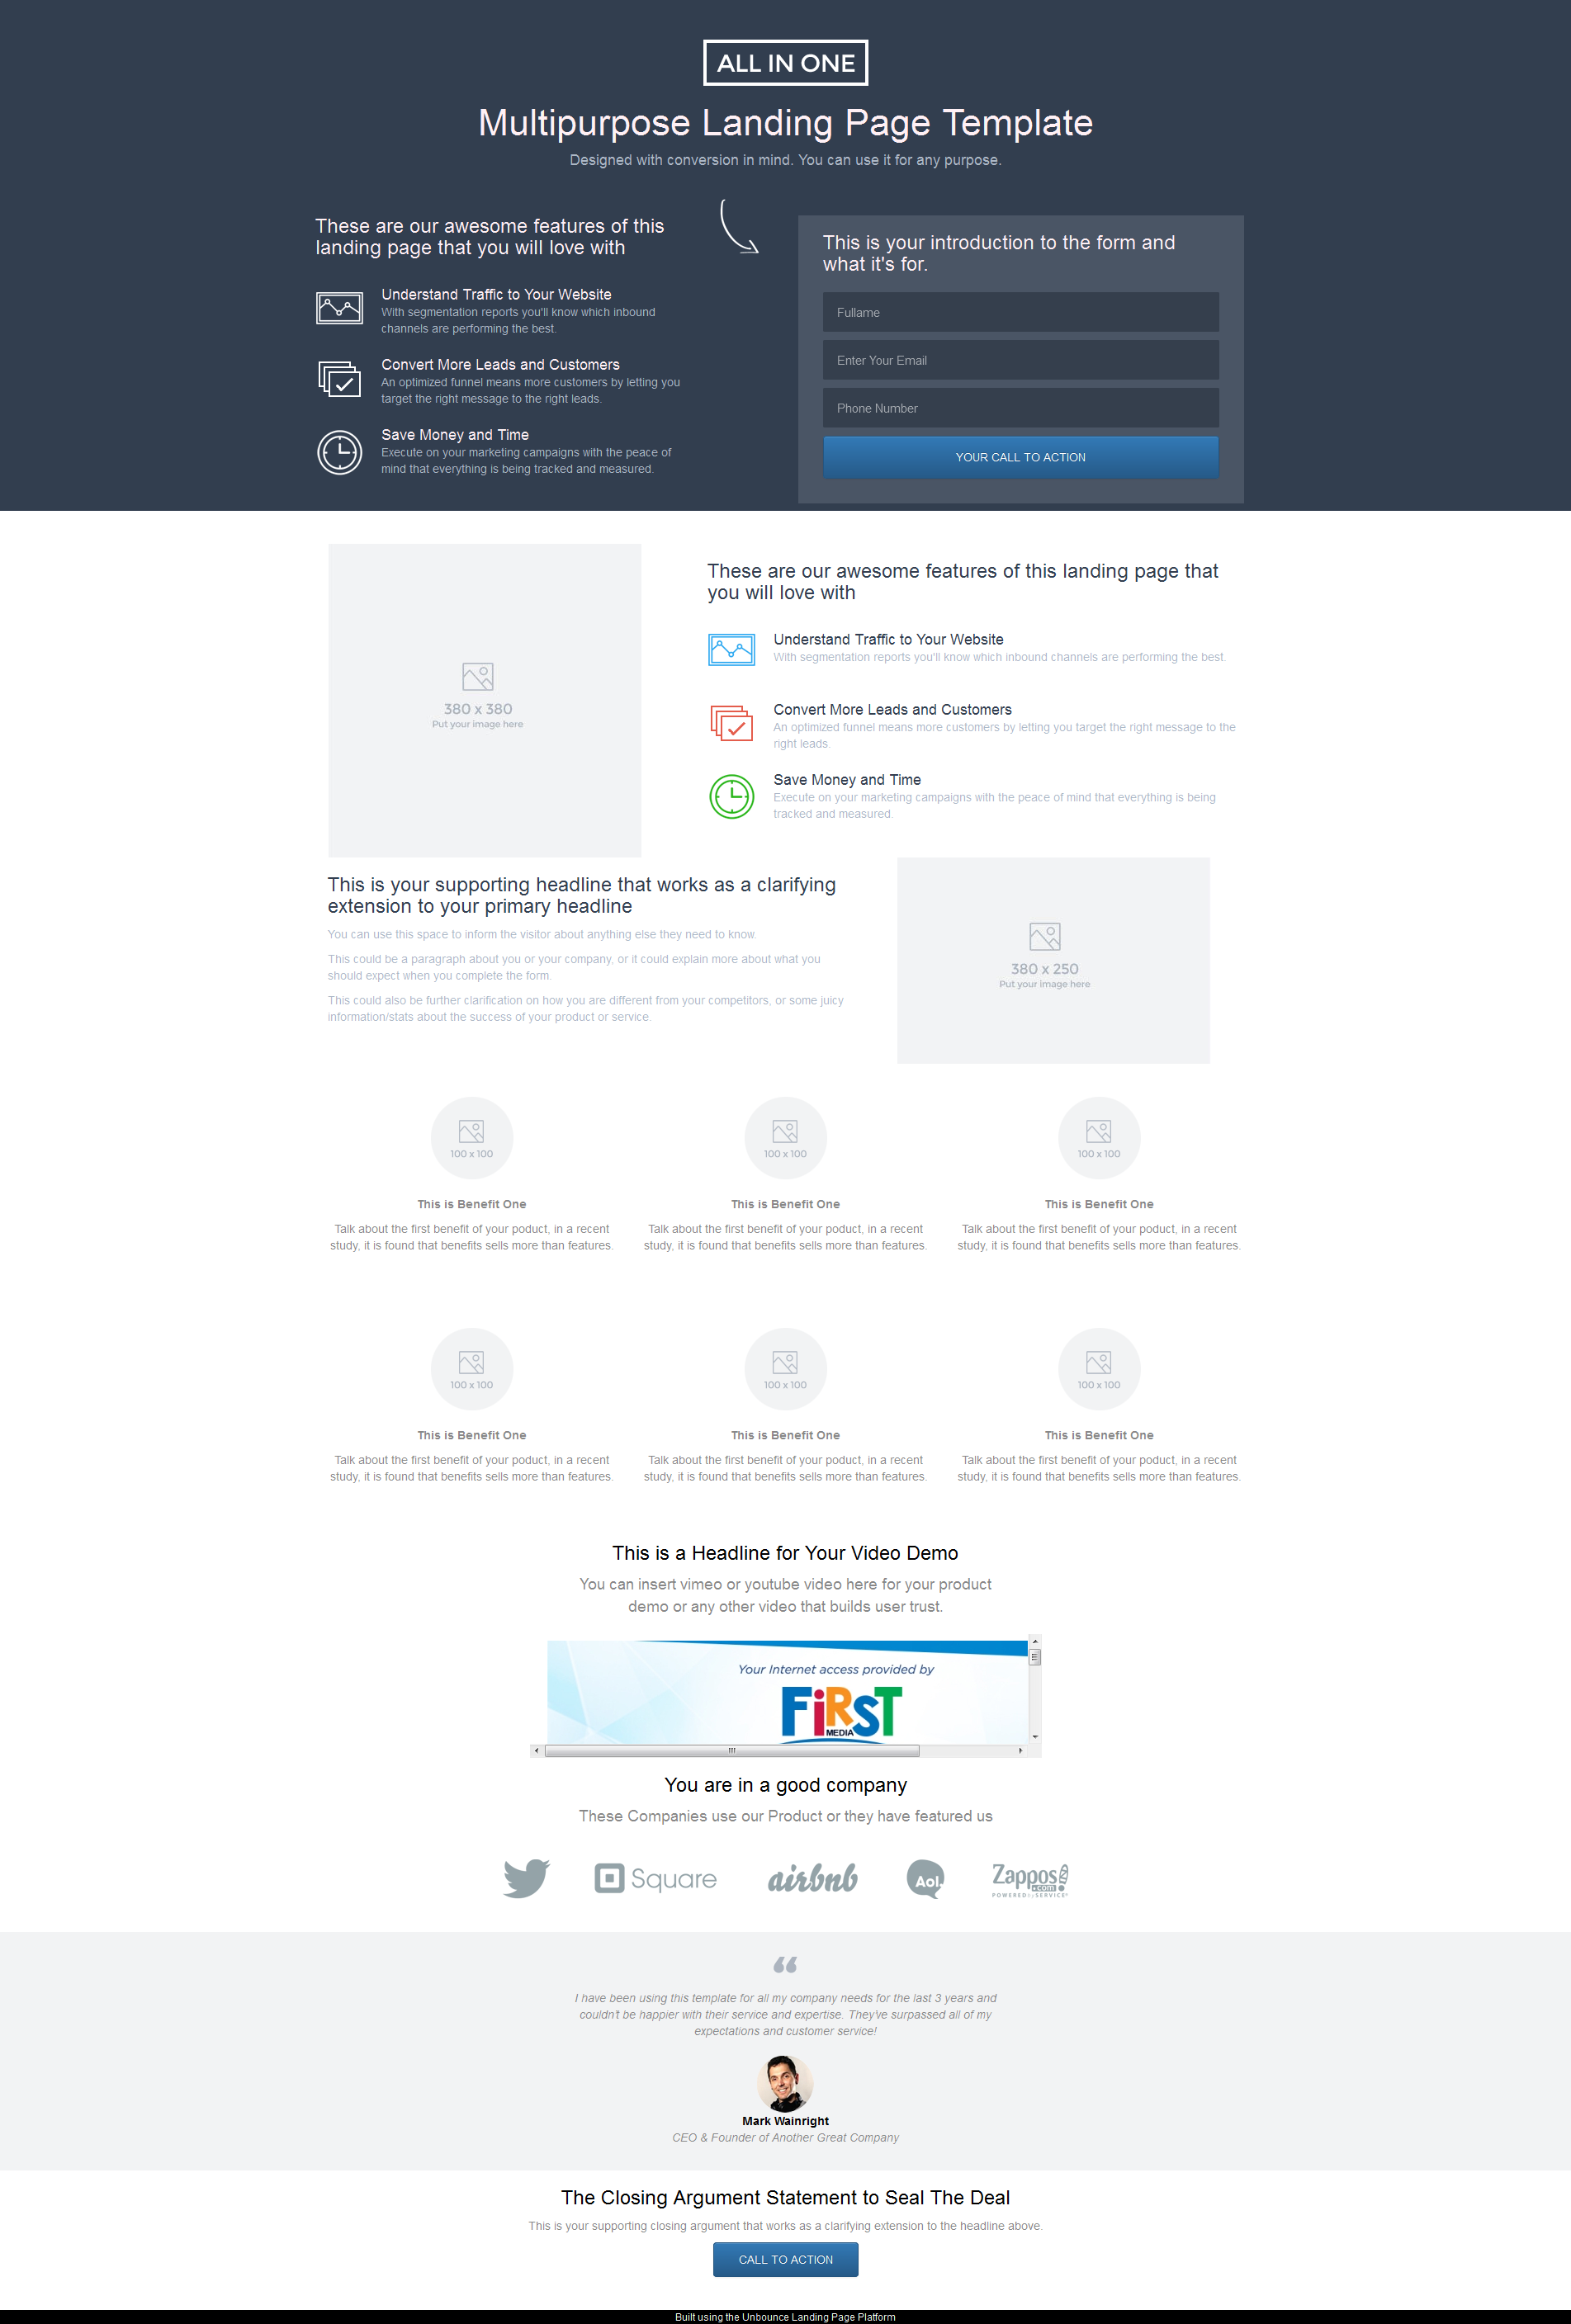 ALL IN ONE
Multipurpose Landing Page Template
Designed with conversion in mind. You can use it for any purpose.
These are our awesome features of this
landing page that you will love with
Understand Traffic to Your Website
With segmentation reports you'll know which inbound
channels are performing the best.
Convert More Leads and Customers
An optimized funnel means more customers by letting you
target the right message to the right leads.
Save Money and Time
Execute on your marketing campaigns with the peace of
mind that everything is being tracked and measured.
This is your introduction to the form and
what it's for.
Fullame
Enter Your Email
Phone Number
YOUR CALL TO ACTION
380 x 380
Put your image here
These are our awesome features of this landing page that
you will love with
Understand Traffic to Your Website
With segmentation reports you'll know which inbound channels are performing the best.
Convert More Leads and Customers
An optimized funnel means more customers by letting you target the right message to the
right leads.
Save Money and Time
Execute on your marketing campaigns with the peace of mind that everything is being
tracked and measured.
This is your supporting headline that works as a clarifying
extension to your primary headline
You can use this space to inform the visitor about anything else they need to know.
This could be a paragraph about you or your company, or it could explain more about what you
should expect when you complete the form.
This could also be further clarification on how you are different from your competitors, or some juicy
information/stats about the success of your product or service.
380 x 250
Put your image here
100 x 100
This is Benefit One
Talk about the first benefit of your poduct, in a recent
study, it is found that benefits sells more than features.
100 x 100
This is Benefit One
Talk about the first benefit of your poduct, in a recent
study, it is found that benefits sells more than features.
100 x 100
This is Benefit One
Talk about the first benefit of your poduct, in a recent
study, it is found that benefits sells more than features.
100 x 100
This is Benefit One
Talk about the first benefit of your poduct, in a recent
study, it is found that benefits sells more than features.
100 x 100
This is Benefit One
Talk about the first benefit of your poduct, in a recent
study, it is found that benefits sells more than features.
100 x 100
This is Benefit One
Talk about the first benefit of your poduct, in a recent
study, it is found that benefits sells more than features.
This is a Headline for Your Video Demo
You can insert vimeo or youtube video here for your product
demo or any other video that builds user trust.
Your Internet access provided by
FiRST
MEDIA
You are in a good company
These Companies use our Product or they have featured us
Square
airbnb
Aol.
Zappos!
.com
POWERED by SERVICE®
“
I have been using this template for all my company needs for the last 3 years and
couldn't be happier with their service and expertise. They've surpassed all of my
expectations and customer service!
Mark Wainright
CEO & Founder of Another Great Company
The Closing Argument Statement to Seal The Deal
This is your supporting closing argument that works as a clarifying extension to the headline above.
CALL TO ACTION
Built using the Unbounce Landing Page Platform